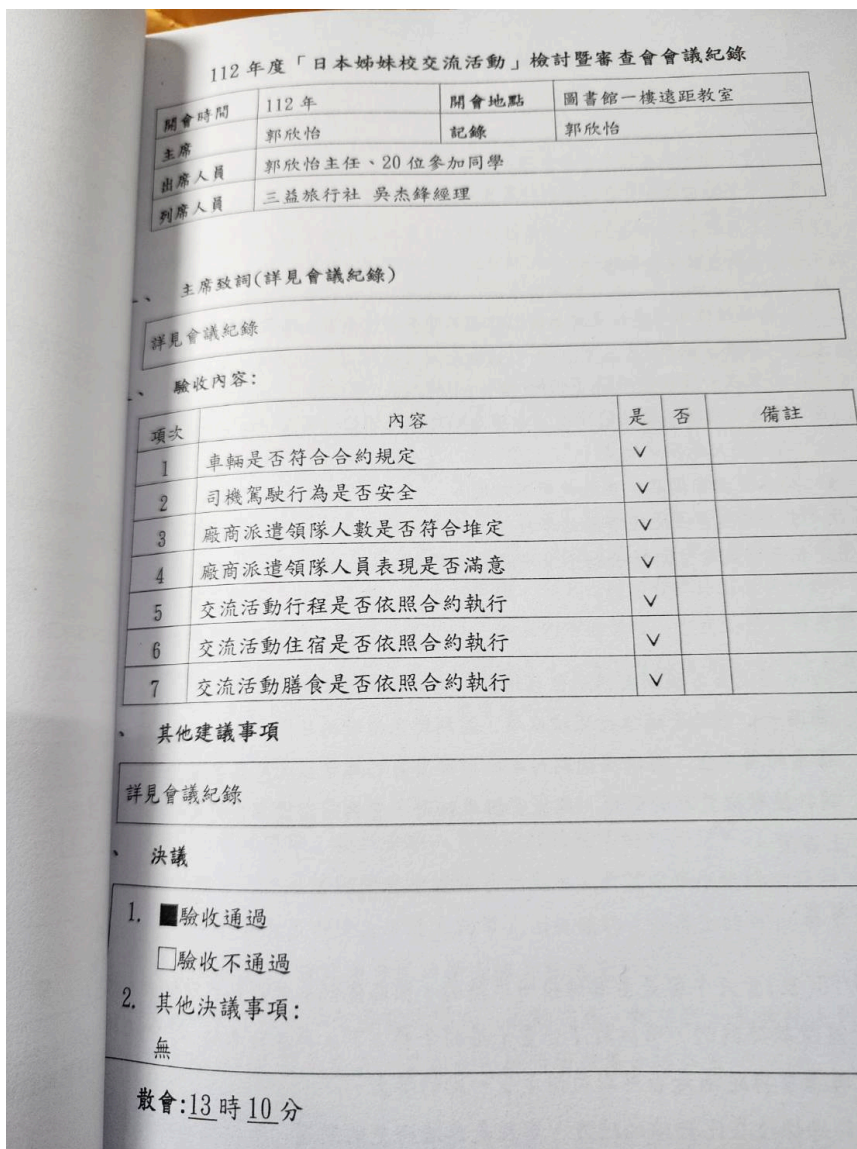 112 年度「日本姊妹校交流活動」檢討暨審查會會議紀錄
開會時間 112 年 開會地點 圖書館一樓遠距教室
主席 郭欣怡 記錄 郭欣怡
出席人員 郭欣怡主任、20 位參加同學
列席人員 三益旅行社 吳杰鋒經理
、 主席致詞(詳見會議紀錄)
詳見會議紀錄
、 驗收內容:
項次 內容 是 否 備註
1 車輛是否符合合約規定 ∨
2 司機駕駛行為是否安全 ∨
3 廠商派遣領隊人數是否符合堆定 ∨
4 廠商派遣領隊人員表現是否滿意 ∨
5 交流活動行程是否依照合約執行 ∨
6 交流活動住宿是否依照合約執行 ∨
7 交流活動膳食是否依照合約執行 ∨
、 其他建議事項
詳見會議紀錄
、 決議
1. ■驗收通過
□驗收不通過
2. 其他決議事項:
無
散會:13 時 10 分